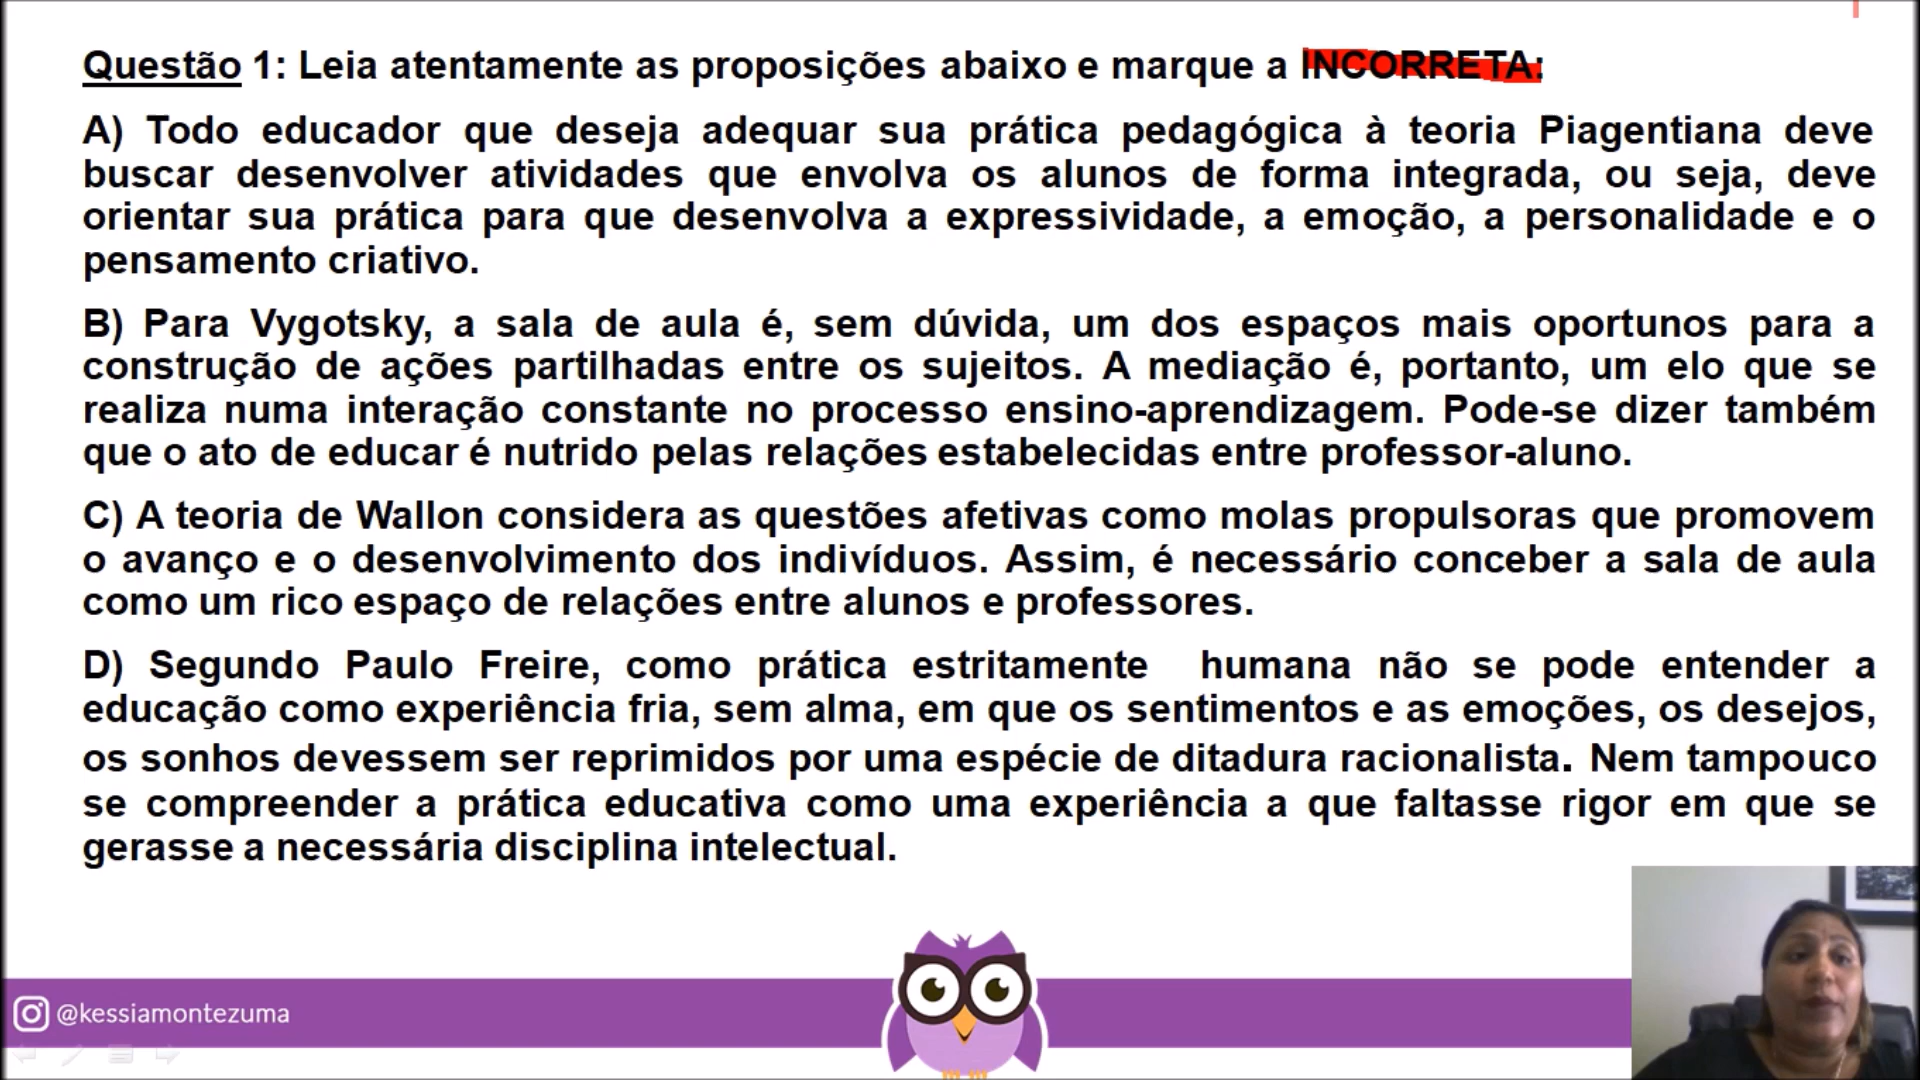 Questão 1: Leia atentamente as proposições abaixo e marque a INCORRETA:
A) Todo educador que deseja adequar sua prática pedagógica à teoria Piagentiana deve
buscar desenvolver atividades que envolva os alunos de forma integrada, ou seja, deve
orientar sua prática para que desenvolva a expressividade, a emoção, a personalidade e o
pensamento criativo.
B) Para Vygotsky, a sala de aula é, sem dúvida, um dos espaços mais oportunos para a
construção de ações partilhadas entre os sujeitos. A mediação é, portanto, um elo que se
realiza numa interação constante no processo ensino-aprendizagem. Pode-se dizer também
que o ato de educar é nutrido pelas relações estabelecidas entre professor-aluno.
C) A teoria de Wallon considera as questões afetivas como molas propulsoras que promovem
o avanço e o desenvolvimento dos indivíduos. Assim, é necessário conceber a sala de aula
como um rico espaço de relações entre alunos e professores.
D) Segundo Paulo Freire, como prática estritamente humana não se pode entender a
educação como experiência fria, sem alma, em que os sentimentos e as emoções, os desejos,
os sonhos devessem ser reprimidos por uma espécie de ditadura racionalista. Nem tampouco
se compreender a prática educativa como uma experiência a que faltasse rigor em que se
gerasse a necessária disciplina intelectual.
@kessiamontezuma